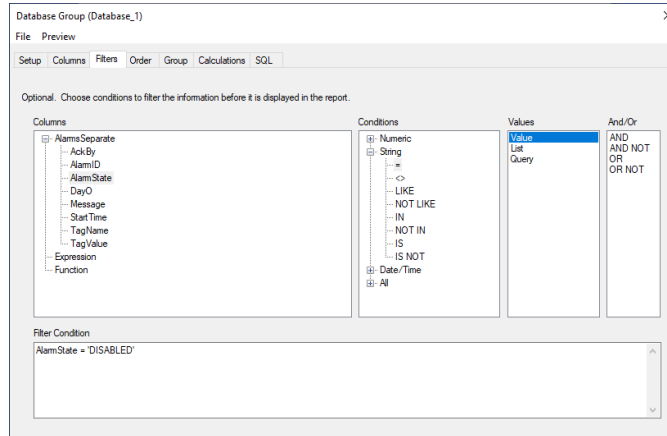 Database Group (Database_1)
File Preview
Setup Columns Filters Order Group Calculations SQL
Optional. Choose conditions to filter the information before it is displayed in the report.
Columns
AlarmsSeparate
AckBy
AlarmID
AlarmState
DayO
Message
StartTime
TagName
TagValue
Expression
Function
Conditions
Numeric
String
=
<>
LIKE
NOT LIKE
IN
NOT IN
IS
IS NOT
Date/Time
All
Values
Value
List
Query
And/Or
AND
AND NOT
OR
OR NOT
Filter Condition
AlarmState = 'DISABLED'